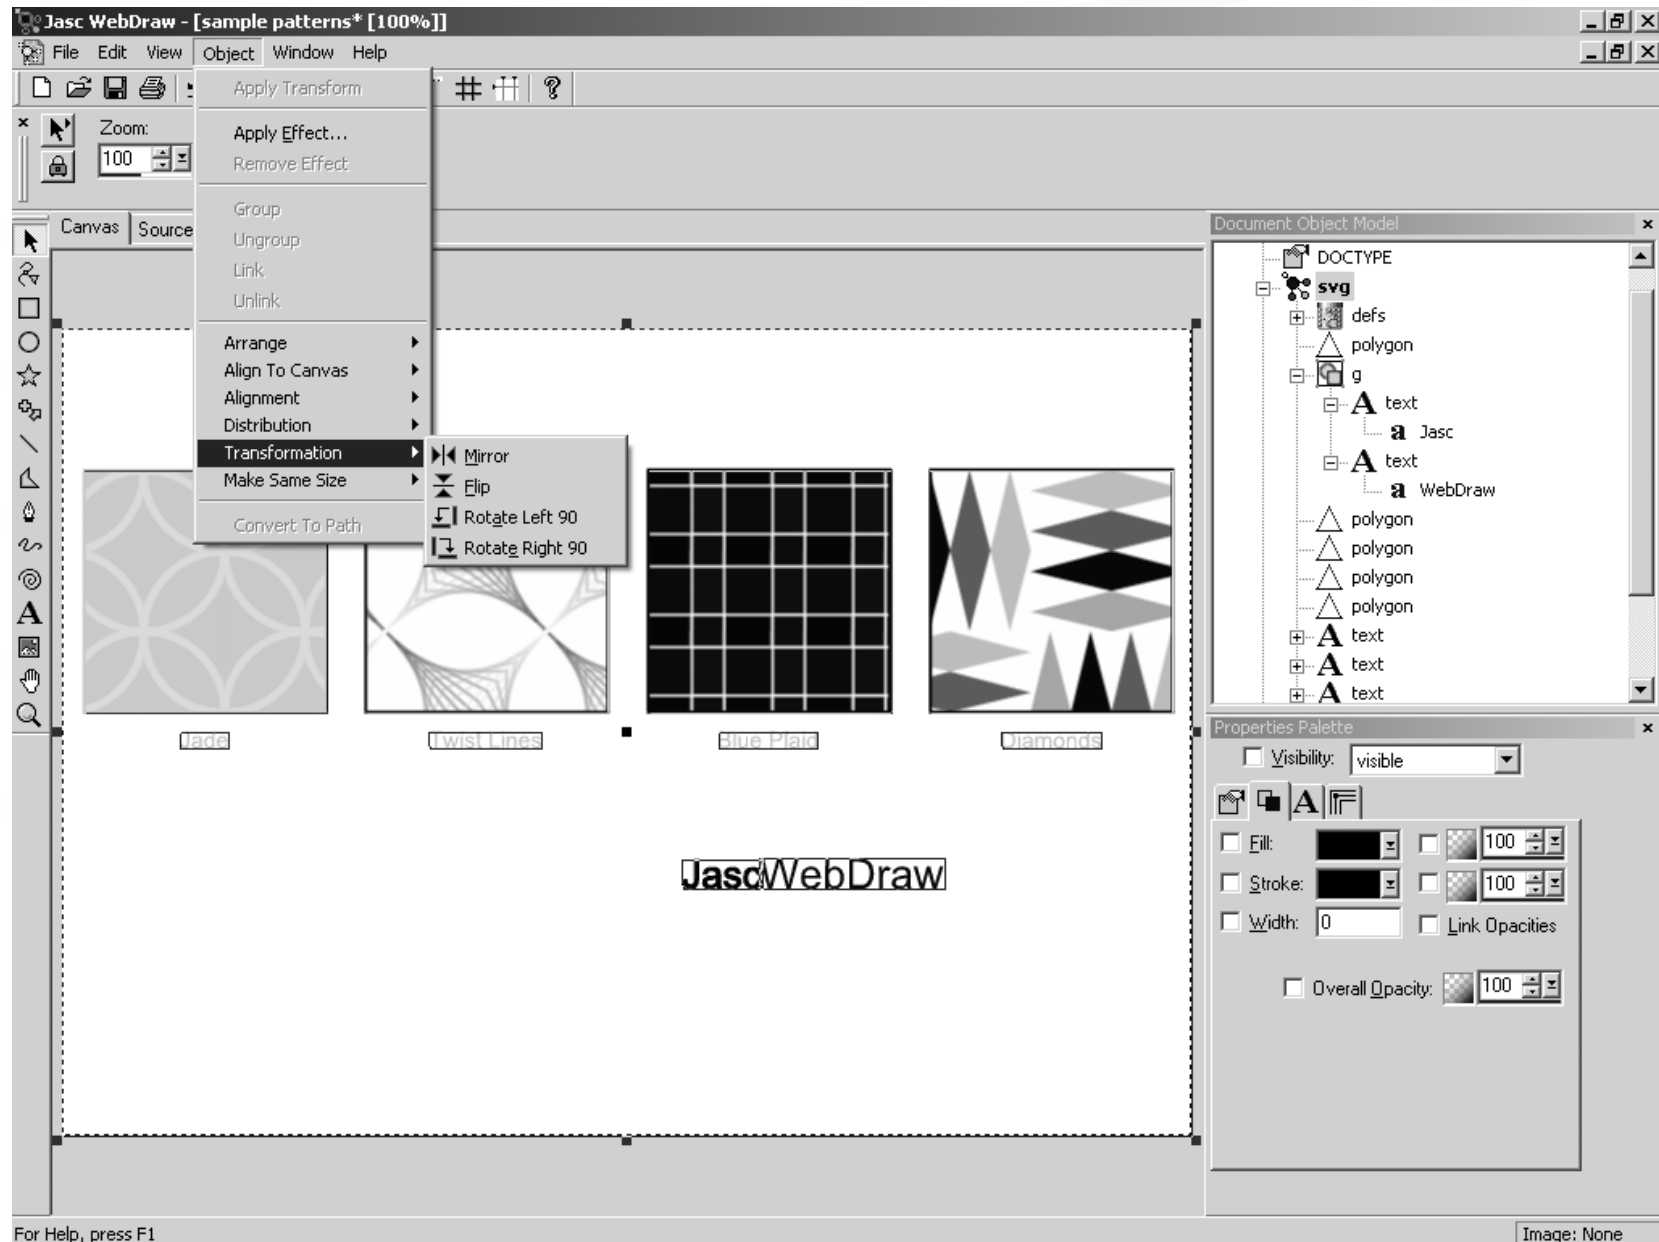 Jasc WebDraw - [sample patterns* [100%]]
File Edit View Object Window Help
Apply Transform
Apply Effect...
Remove Effect
Group
Ungroup
Link
Unlink
Arrange
Align To Canvas
Alignment
Distribution
Transformation
Make Same Size
Convert To Path
Mirror
Flip
Rotate Left 90
Rotate Right 90
Zoom:
100
Canvas Source
Jade Twist Lines Blue Plaid Diamonds
Jasc WebDraw
Document Object Model
DOCTYPE
svg
defs
polygon
g
text
Jasc
text
WebDraw
polygon
polygon
polygon
polygon
text
text
text
Properties Palette
Visibility: visible
Fill: 100
Stroke: 100
Width: 0 Link Opacities
Overall Opacity: 100
For Help, press F1
Image: None